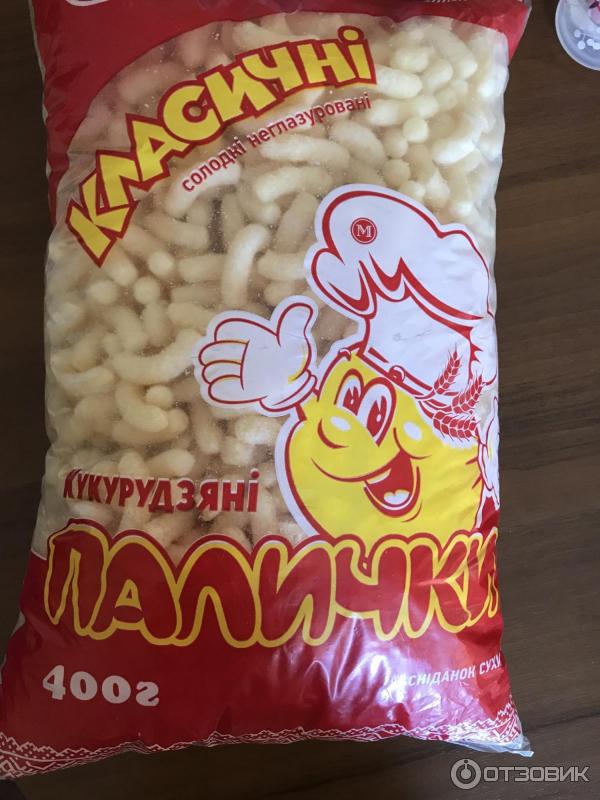 КЛАСИЧНІ
солодкі неглазуровані
М
КУКУРУДЗЯНІ
ПАЛИЧКИ
400г
СНІДАНОК СУХ
ОТЗОВИК